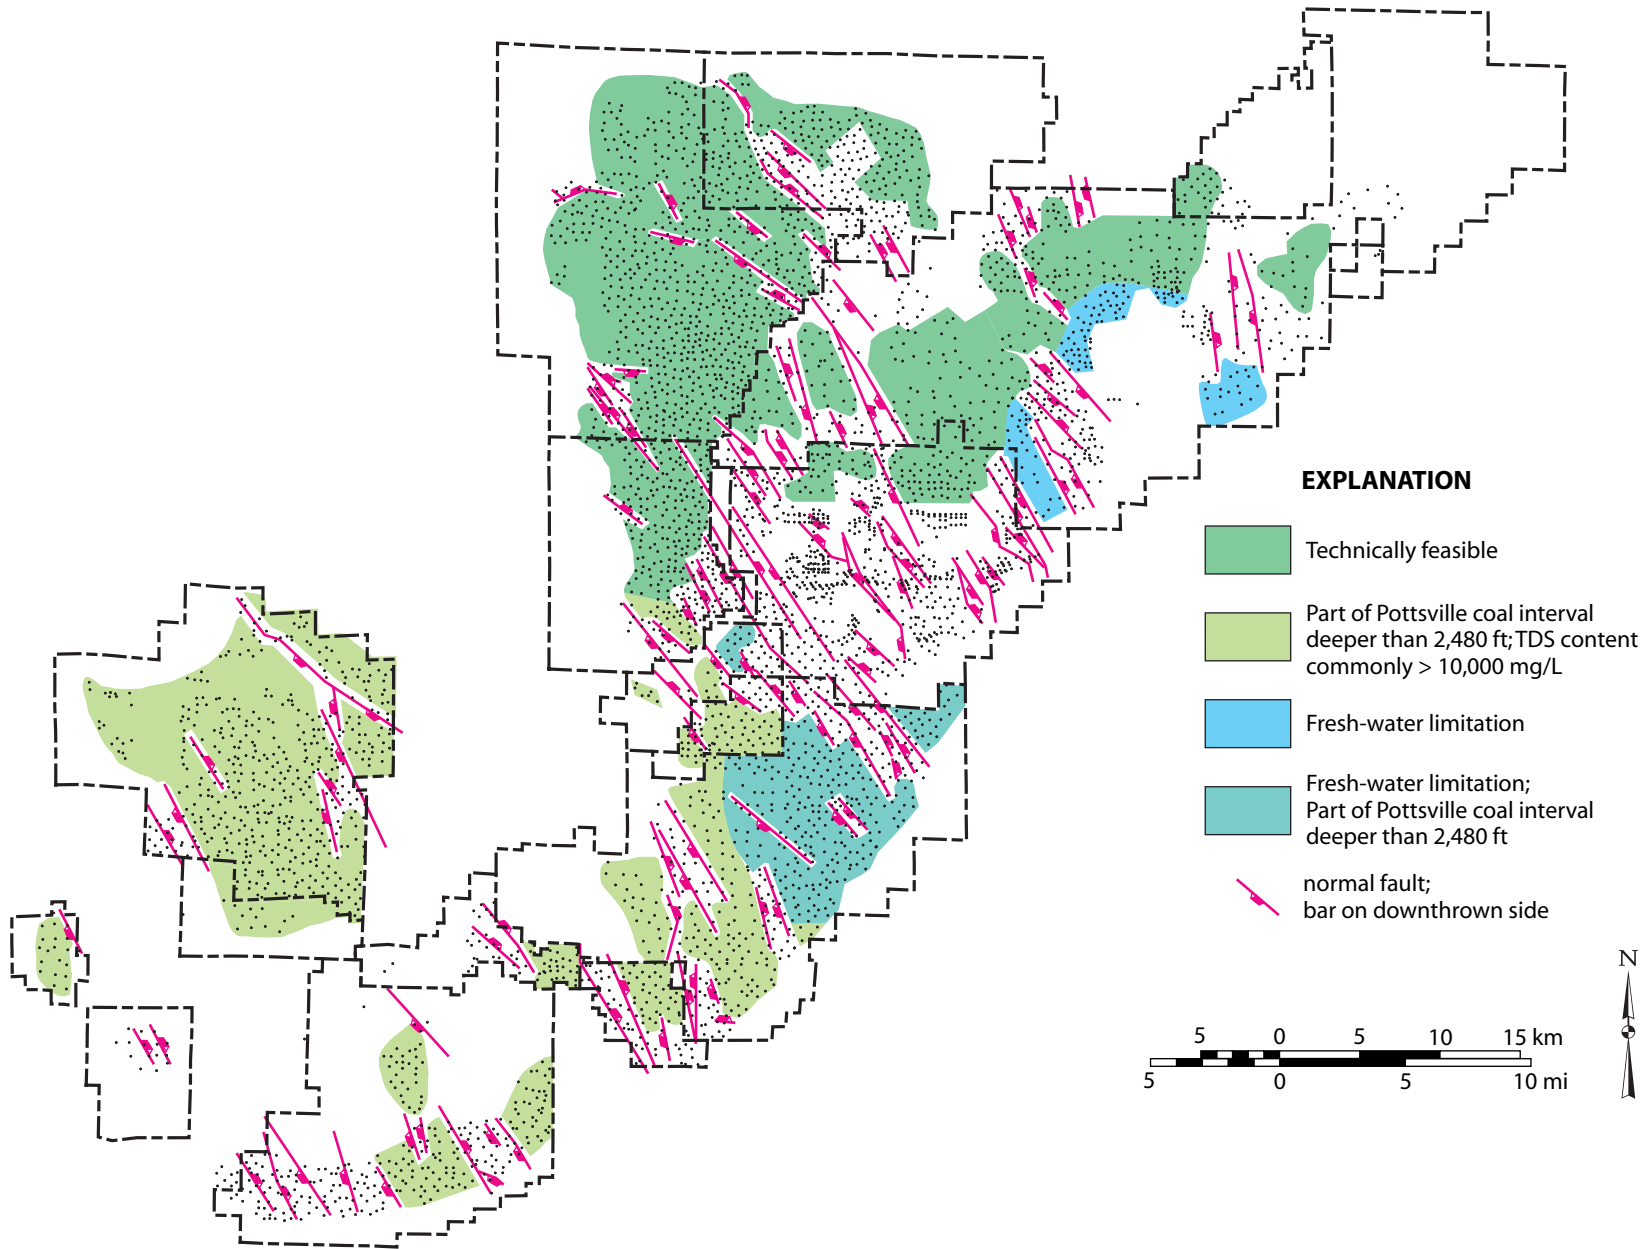 EXPLANATION
Technically feasible
Part of Pottsville coal interval
deeper than 2,480 ft; TDS content
commonly > 10,000 mg/L
Fresh-water limitation
Fresh-water limitation;
Part of Pottsville coal interval
deeper than 2,480 ft
normal fault;
bar on downthrown side
N
5 0 5 10 15 km
5 0 5 10 mi